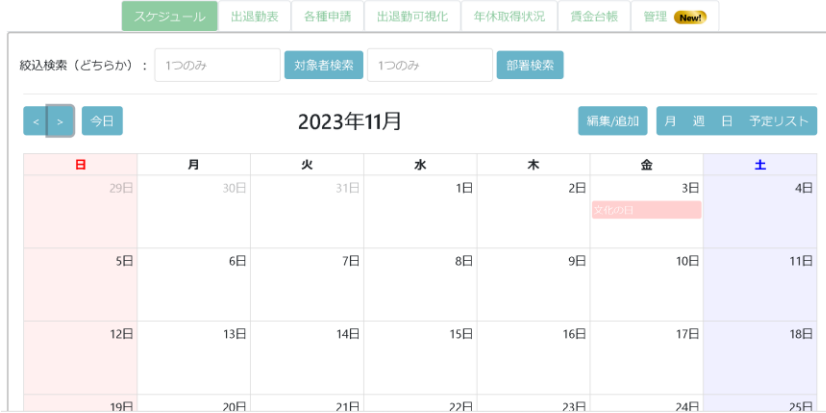 スケジュール 出退勤表 各種申請 出退勤可視化 年休取得状況 賃金台帳 管理 New!
絞込検索（どちらか）： 1つのみ 対象者検索 1つのみ 部署検索
< > 今日 2023年11月 編集/追加 月 週 日 予定リスト
日 月 火 水 木 金 土
29日 30日 31日 1日 2日 3日 4日
文化の日
5日 6日 7日 8日 9日 10日 11日
12日 13日 14日 15日 16日 17日 18日
19日 20日 21日 22日 23日 24日 25日